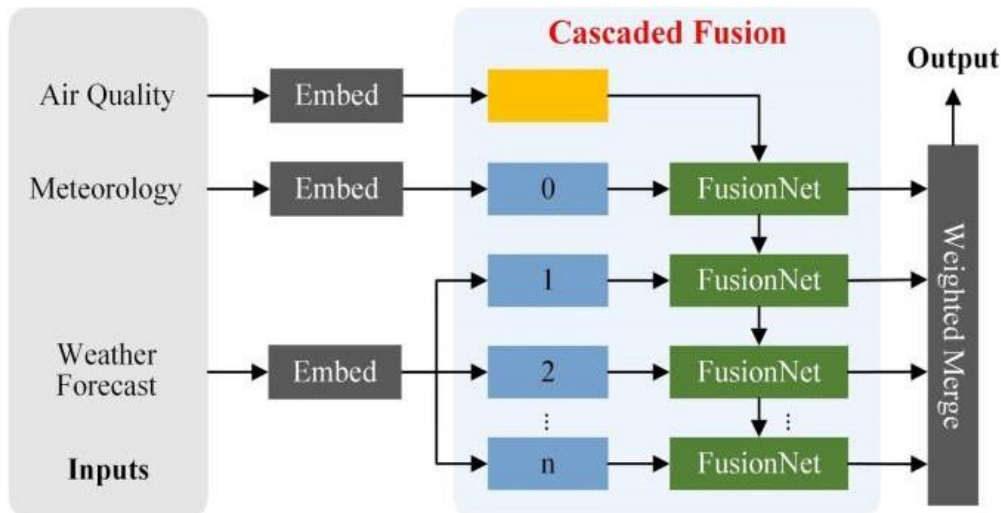 Cascaded Fusion
Output
Air Quality
Embed
Meteorology
Embed
0
FusionNet
1
FusionNet
Weather
Forecast
Embed
2
FusionNet
⋮
⋮
n
FusionNet
Inputs
Weighted Merge